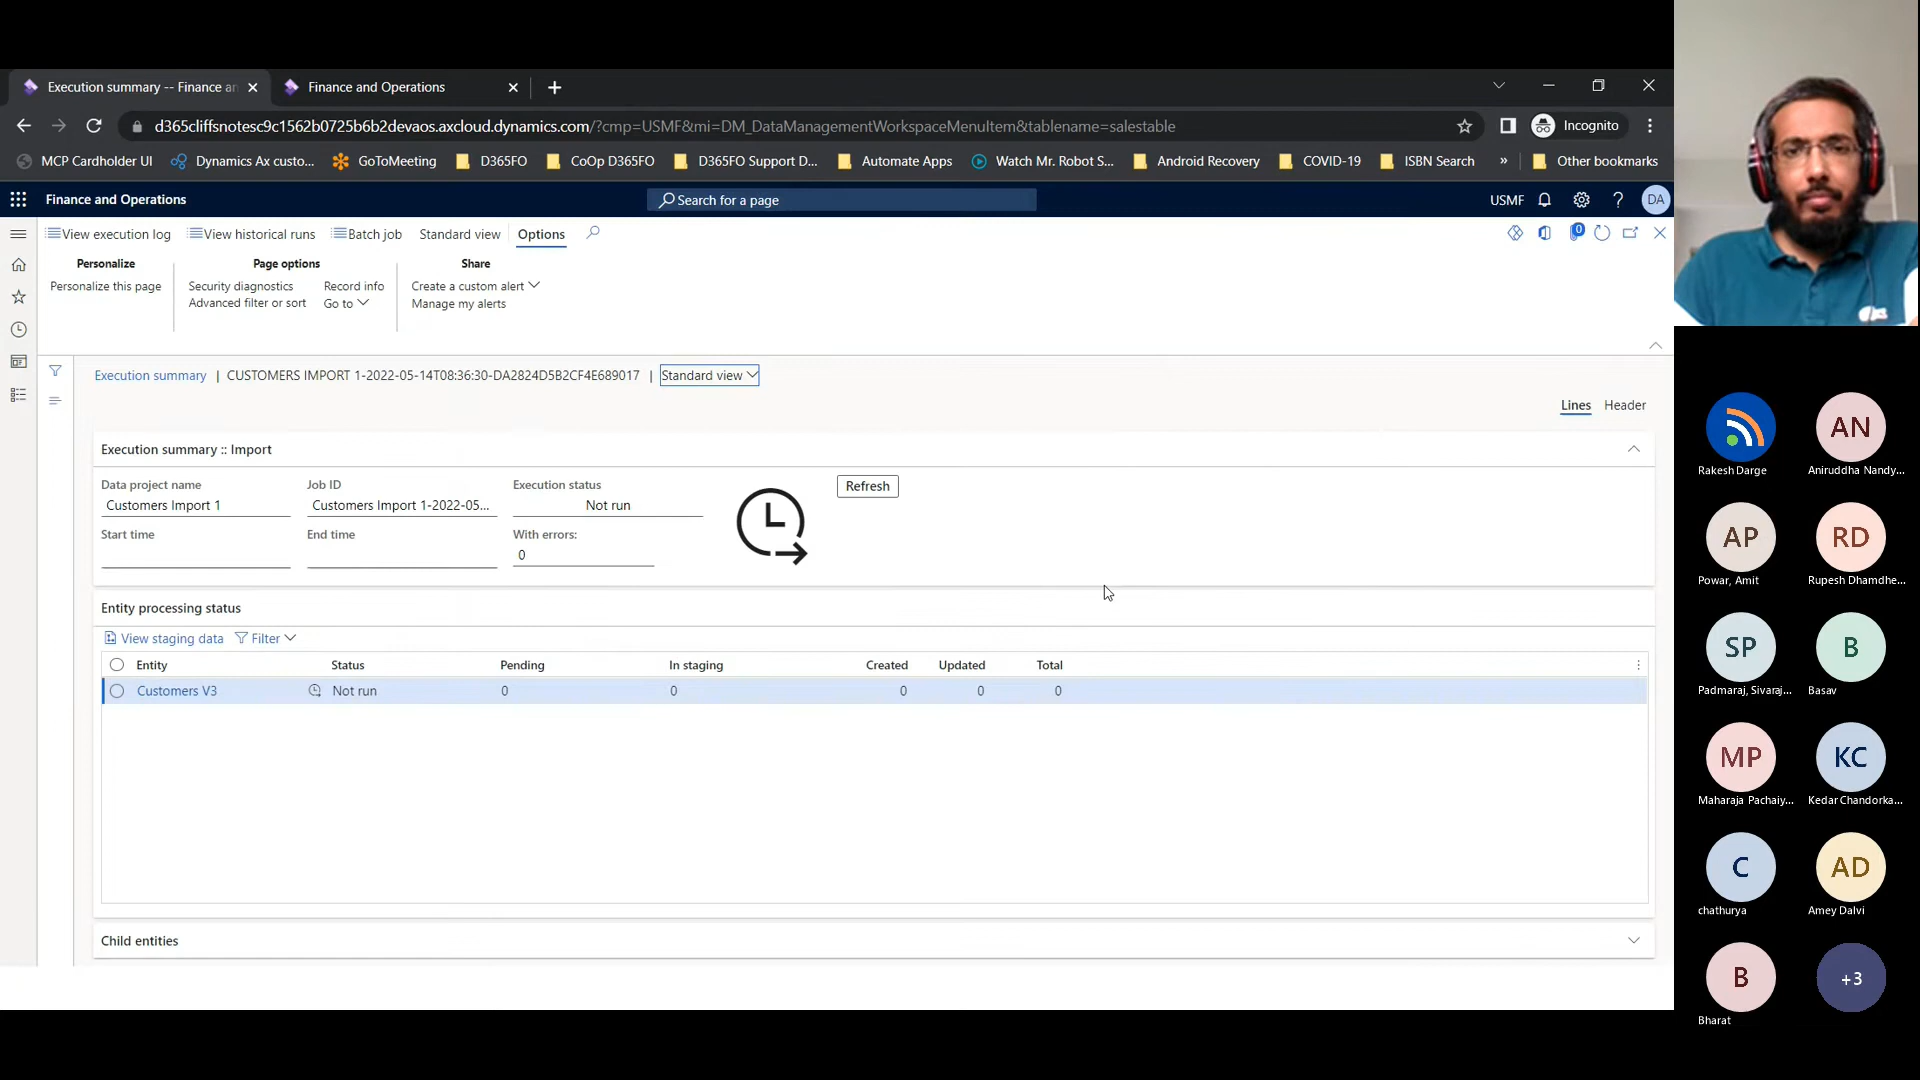 Execution summary -- Finance an
Finance and Operations
d365cliffsnotesc9c1562b0725b6b2devaos.axcloud.dynamics.com/?cmp=USMF&mi=DM_DataManagementWorkspaceMenuItem&tablename=salestable
Incognito
MCP Cardholder UI
Dynamics Ax custo...
GoToMeeting
D365FO
CoOp D365FO
D365FO Support D...
Automate Apps
Watch Mr. Robot S...
Android Recovery
COVID-19
ISBN Search
»
Other bookmarks
Finance and Operations
Search for a page
USMF
?
DA
View execution log
View historical runs
Batch job
Standard view
Options
0
Personalize
Page options
Share
Personalize this page
Security diagnostics
Record info
Create a custom alert
Advanced filter or sort
Go to
Manage my alerts
Execution summary | CUSTOMERS IMPORT 1-2022-05-14T08:36:30-DA2824D5B2CF4E689017 | Standard view
Lines
Header
Execution summary :: Import
Data project name
Job ID
Execution status
Refresh
Customers Import 1
Customers Import 1-2022-05...
Not run
Start time
End time
With errors:
0
Entity processing status
View staging data
Filter
Entity
Status
Pending
In staging
Created
Updated
Total
Customers V3
Not run
0
0
0
0
0
Child entities
Rakesh Darge
AN
Aniruddha Nandy...
AP
Powar, Amit
RD
Rupesh Dhamdhe...
SP
Padmaraj, Sivaraj...
B
Basav
MP
Maharaja Pachaiy...
KC
Kedar Chandorka...
C
chathurya
AD
Amey Dalvi
B
Bharat
+3